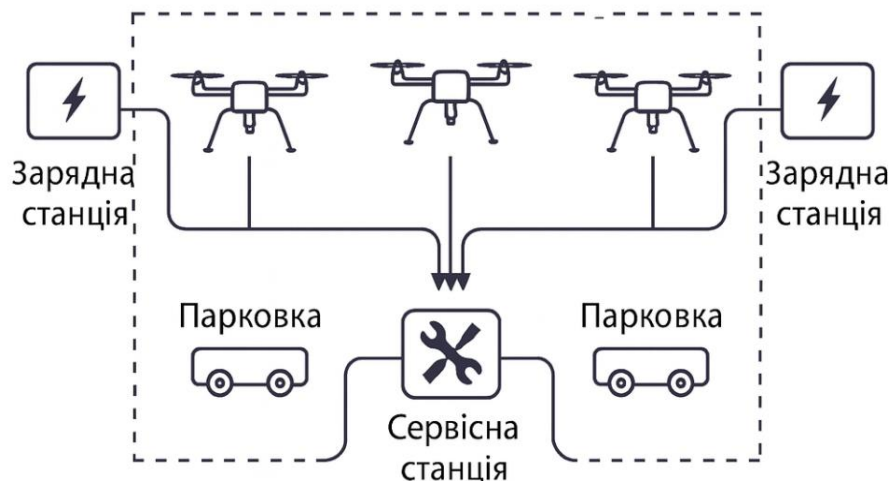 Зарядна
станція
Зарядна
станція
Парковка
Парковка
Сервісна
станція